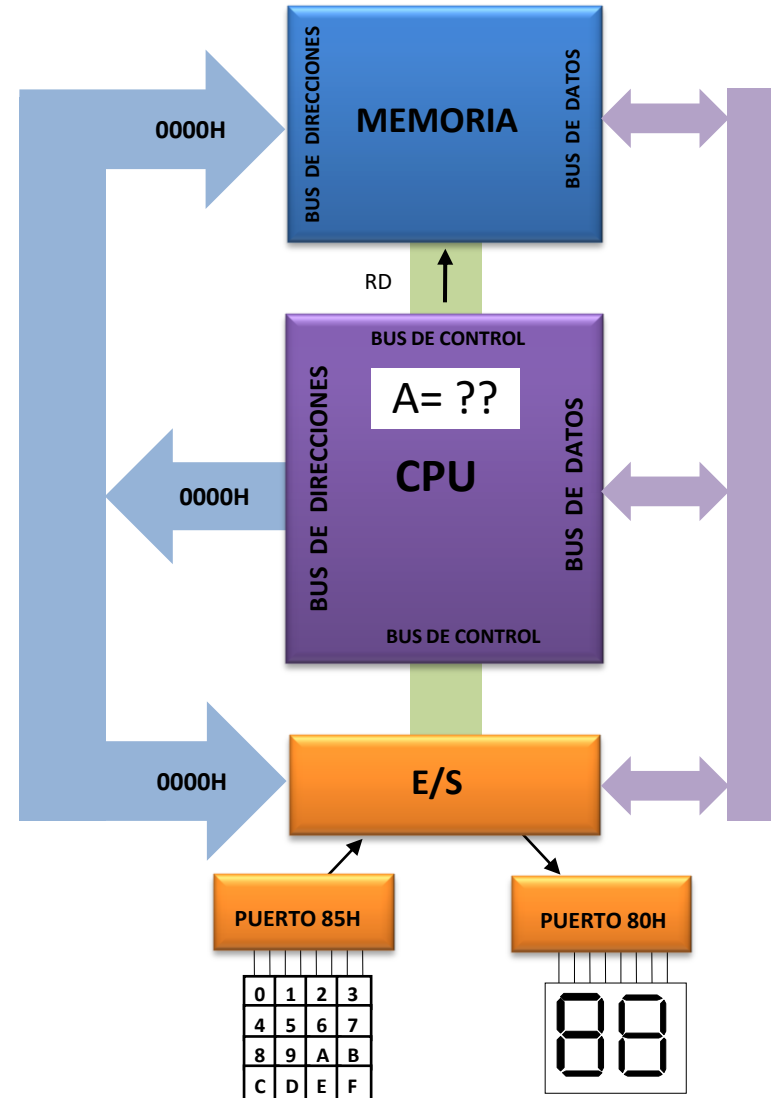 0000H
BUS DE DIRECCIONES
MEMORIA
BUS DE DATOS
RD
BUS DE CONTROL
A= ??
CPU
0000H
BUS DE DIRECCIONES
BUS DE DATOS
BUS DE CONTROL
0000H
E/S
PUERTO 85H
PUERTO 80H
0 1 2 3
4 5 6 7
8 9 A B
C D E F
88